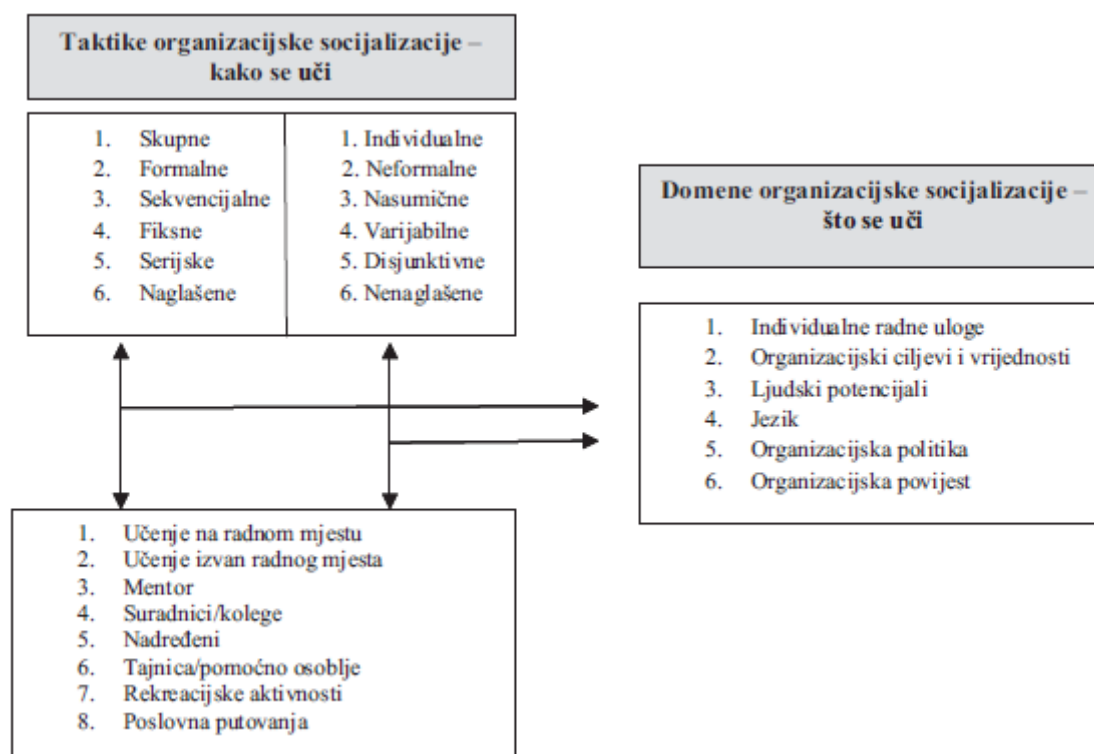 Taktike organizacijske socijalizacije –
kako se uči
1. Skupne
2. Formalne
3. Sekvencijalne
4. Fiksne
5. Serijske
6. Naglašene
1. Individualne
2. Neformalne
3. Nasumične
4. Varijabilne
5. Disjunktivne
6. Nenaglašene
Domene organizacijske socijalizacije –
što se uči
1. Individualne radne uloge
2. Organizacijski ciljevi i vrijednosti
3. Ljudski potencijali
4. Jezik
5. Organizacijska politika
6. Organizacijska povijest
1. Učenje na radnom mjestu
2. Učenje izvan radnog mjesta
3. Mentor
4. Suradnici/kolege
5. Nadređeni
6. Tajnica/pomoćno osoblje
7. Rekreacijske aktivnosti
8. Poslovna putovanja